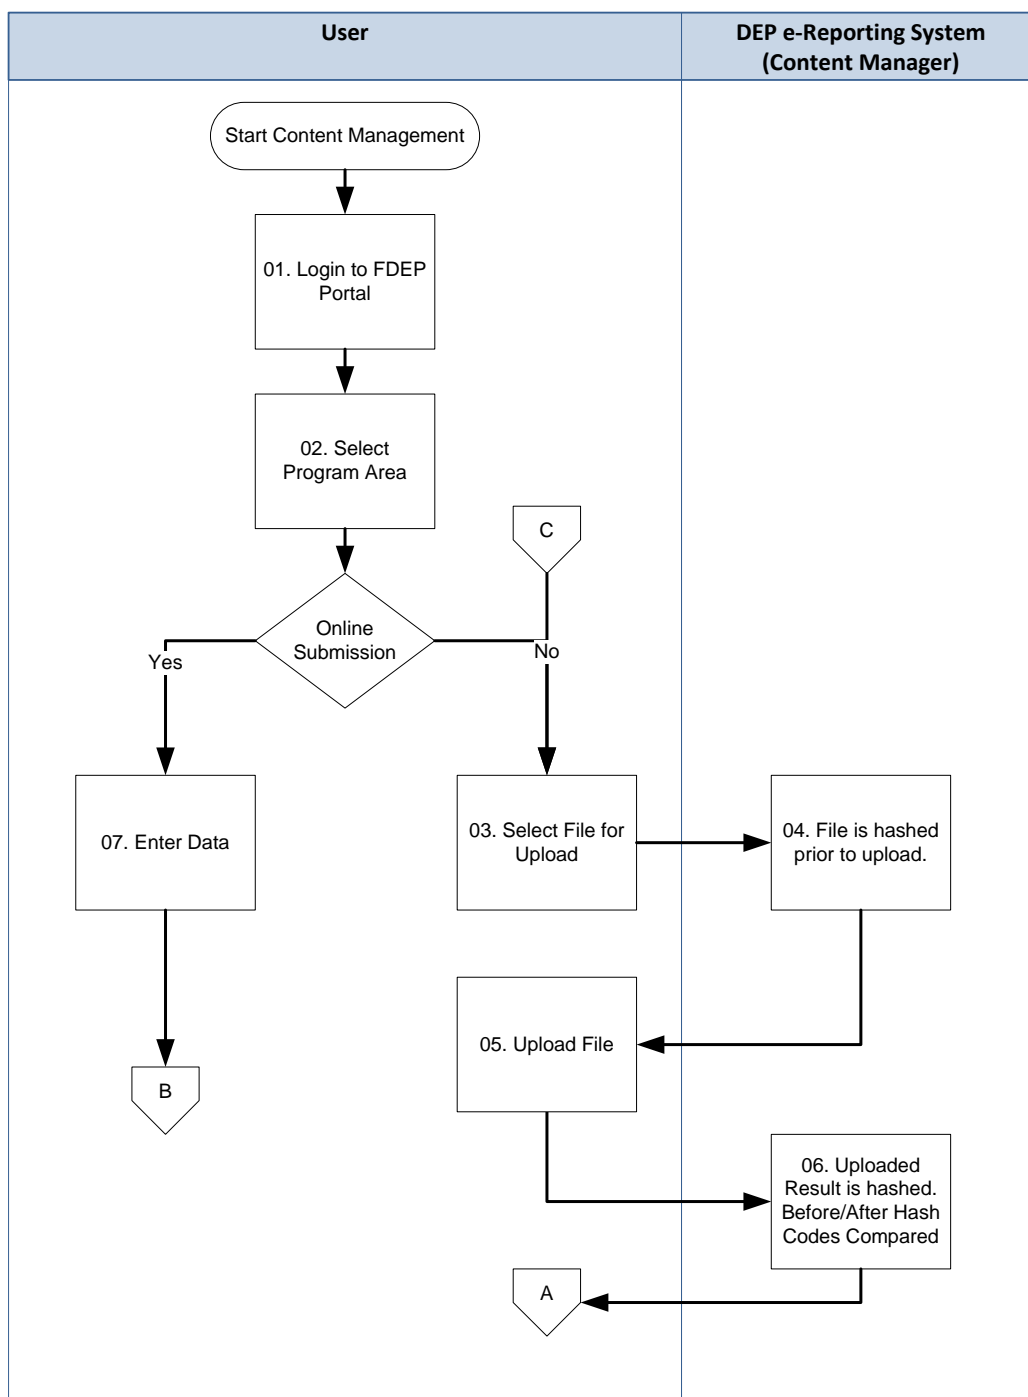 User
DEP e-Reporting System
(Content Manager)
Start Content Management
01. Login to FDEP
Portal
02. Select
Program Area
C
Online
Submission
Yes
No
07. Enter Data
03. Select File for
Upload
04. File is hashed
prior to upload.
05. Upload File
B
06. Uploaded
Result is hashed.
Before/After Hash
Codes Compared
A